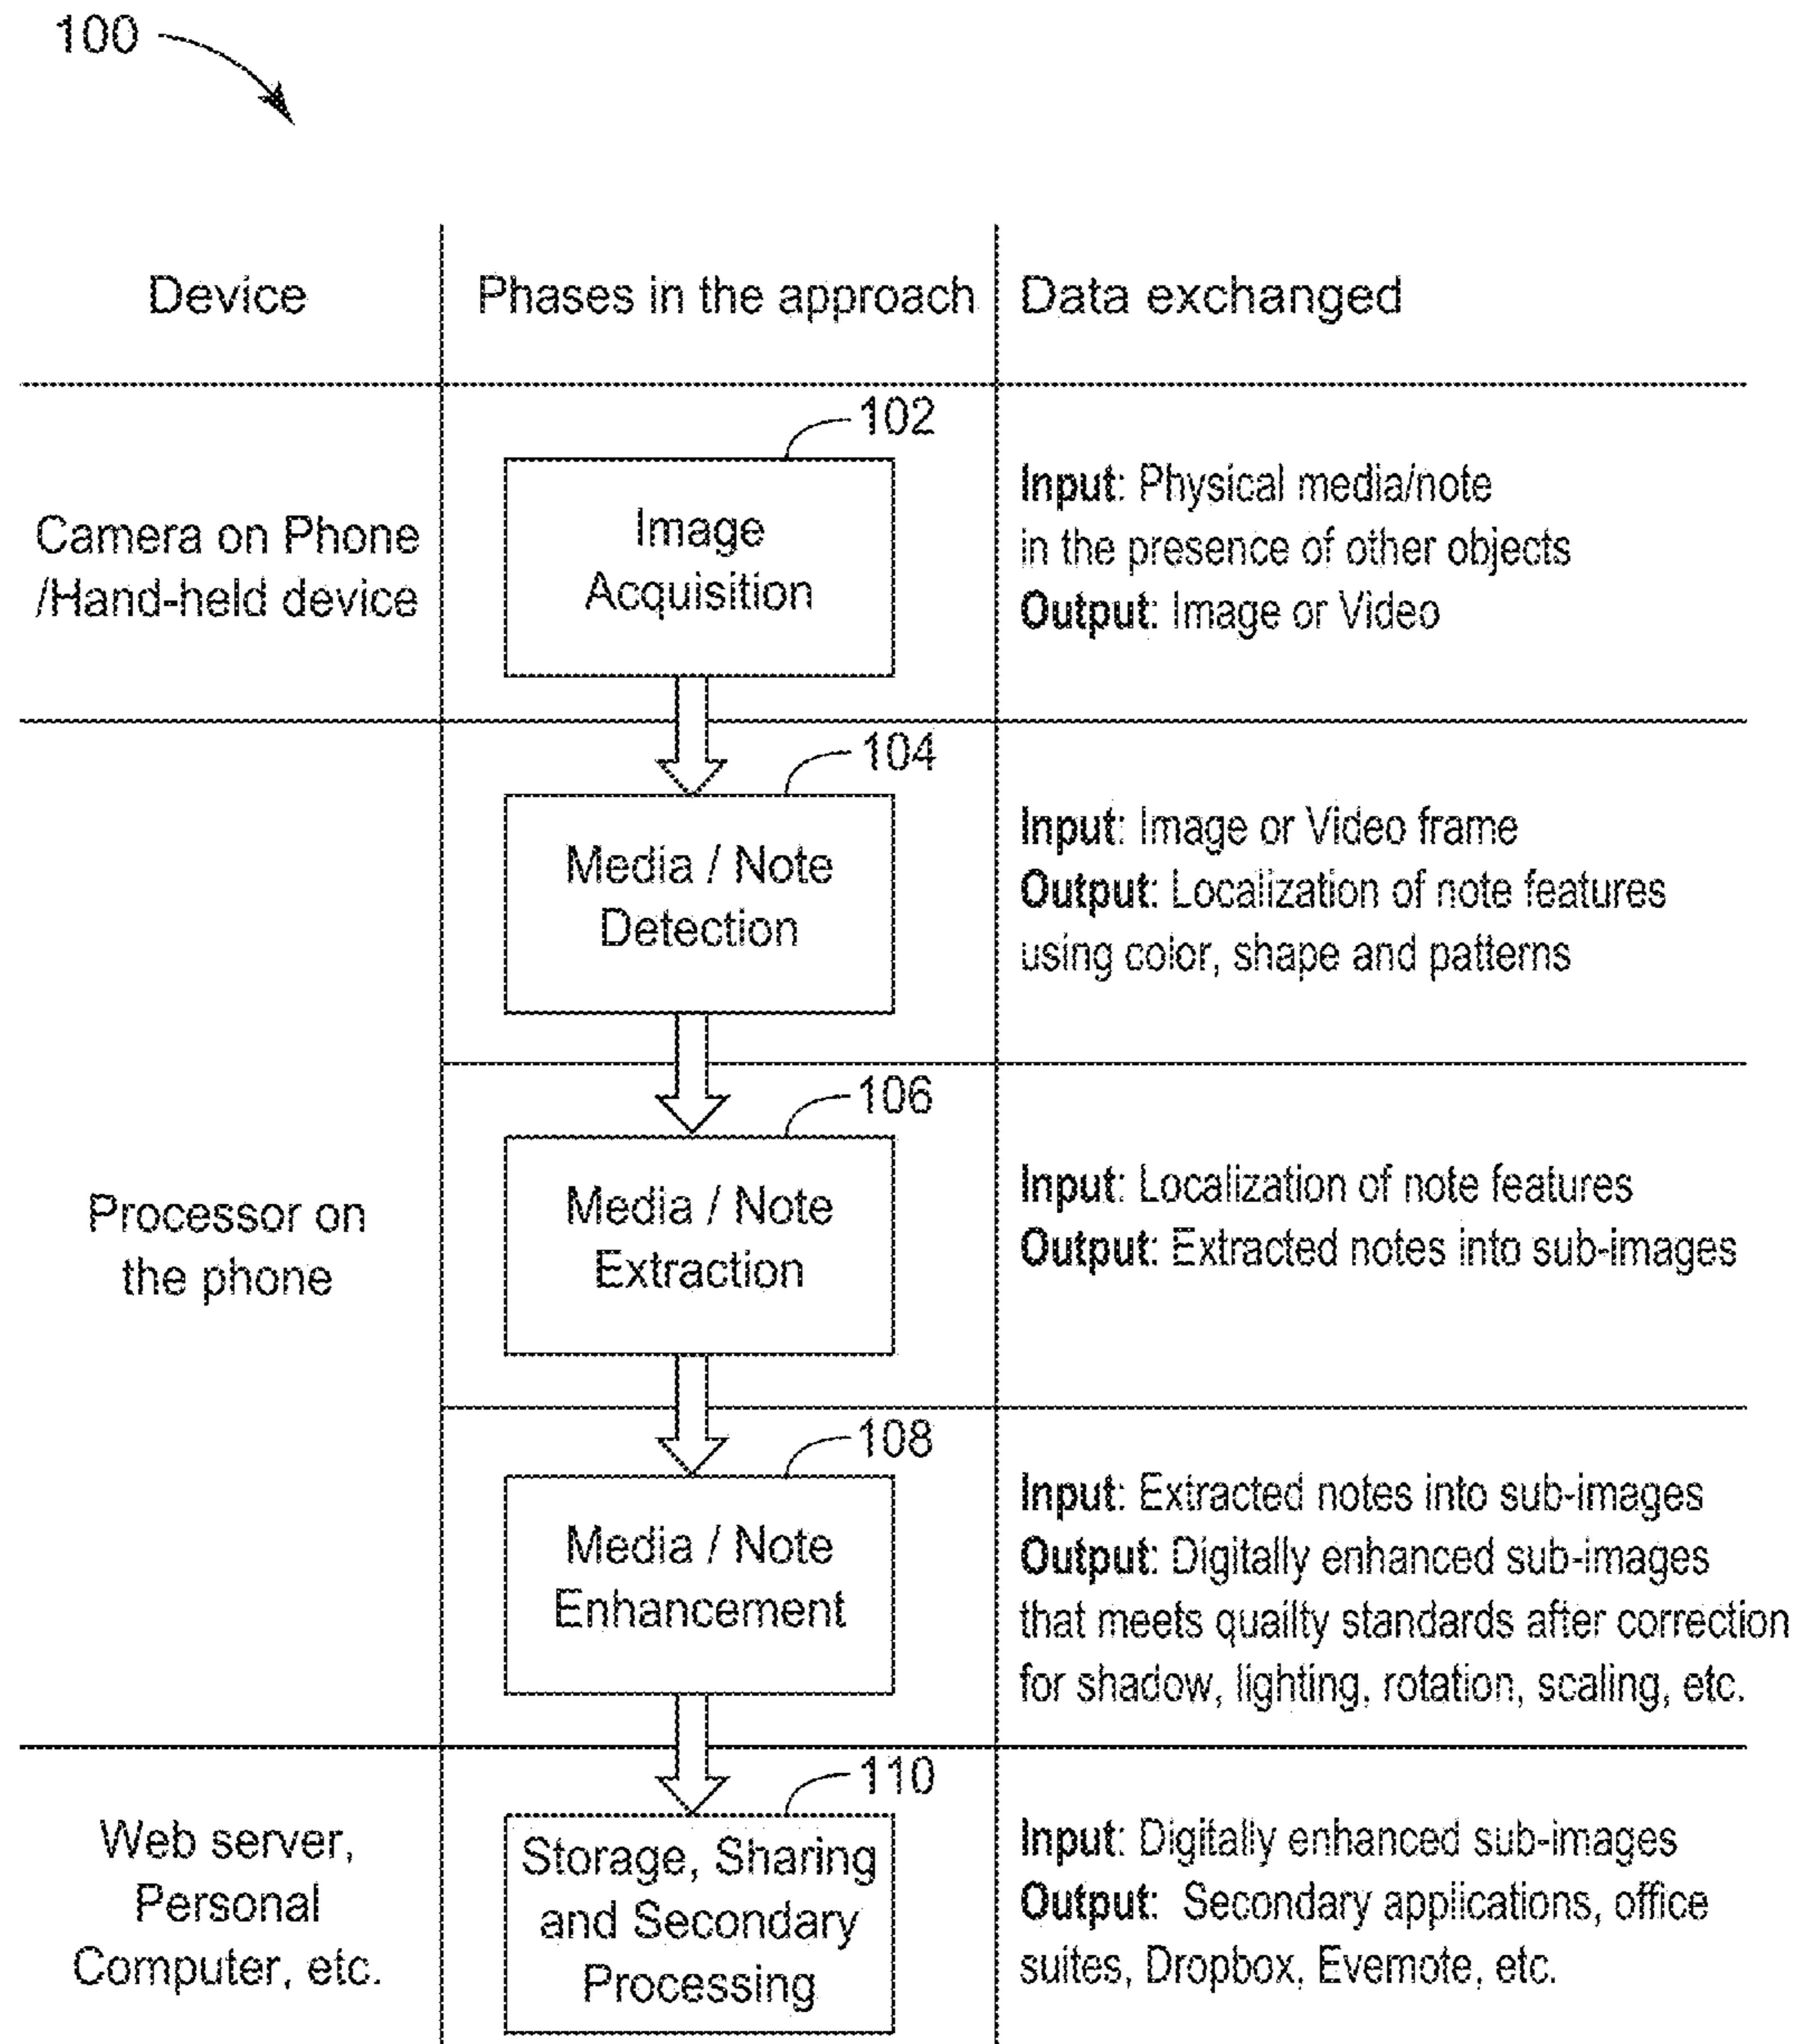 100
Device
Phases in the approach
Data exchanged
Camera on Phone
/Hand-held device
102
Image
Acquisition
Input: Physical media/note
in the presence of other objects
Output: Image or Video
Processor on
the phone
104
Media / Note
Detection
Input: Image or Video frame
Output: Localization of note features
using color, shape and patterns
106
Media / Note
Extraction
Input: Localization of note features
Output: Extracted notes into sub-images
108
Media / Note
Enhancement
Input: Extracted notes into sub-images
Output: Digitally enhanced sub-images
that meets quailty standards after correction
for shadow, lighting, rotation, scaling, etc.
Web server,
Personal
Computer, etc.
110
Storage, Sharing
and Secondary
Processing
Input: Digitally enhanced sub-images
Output: Secondary applications, office
suites, Dropbox, Evemote, etc.